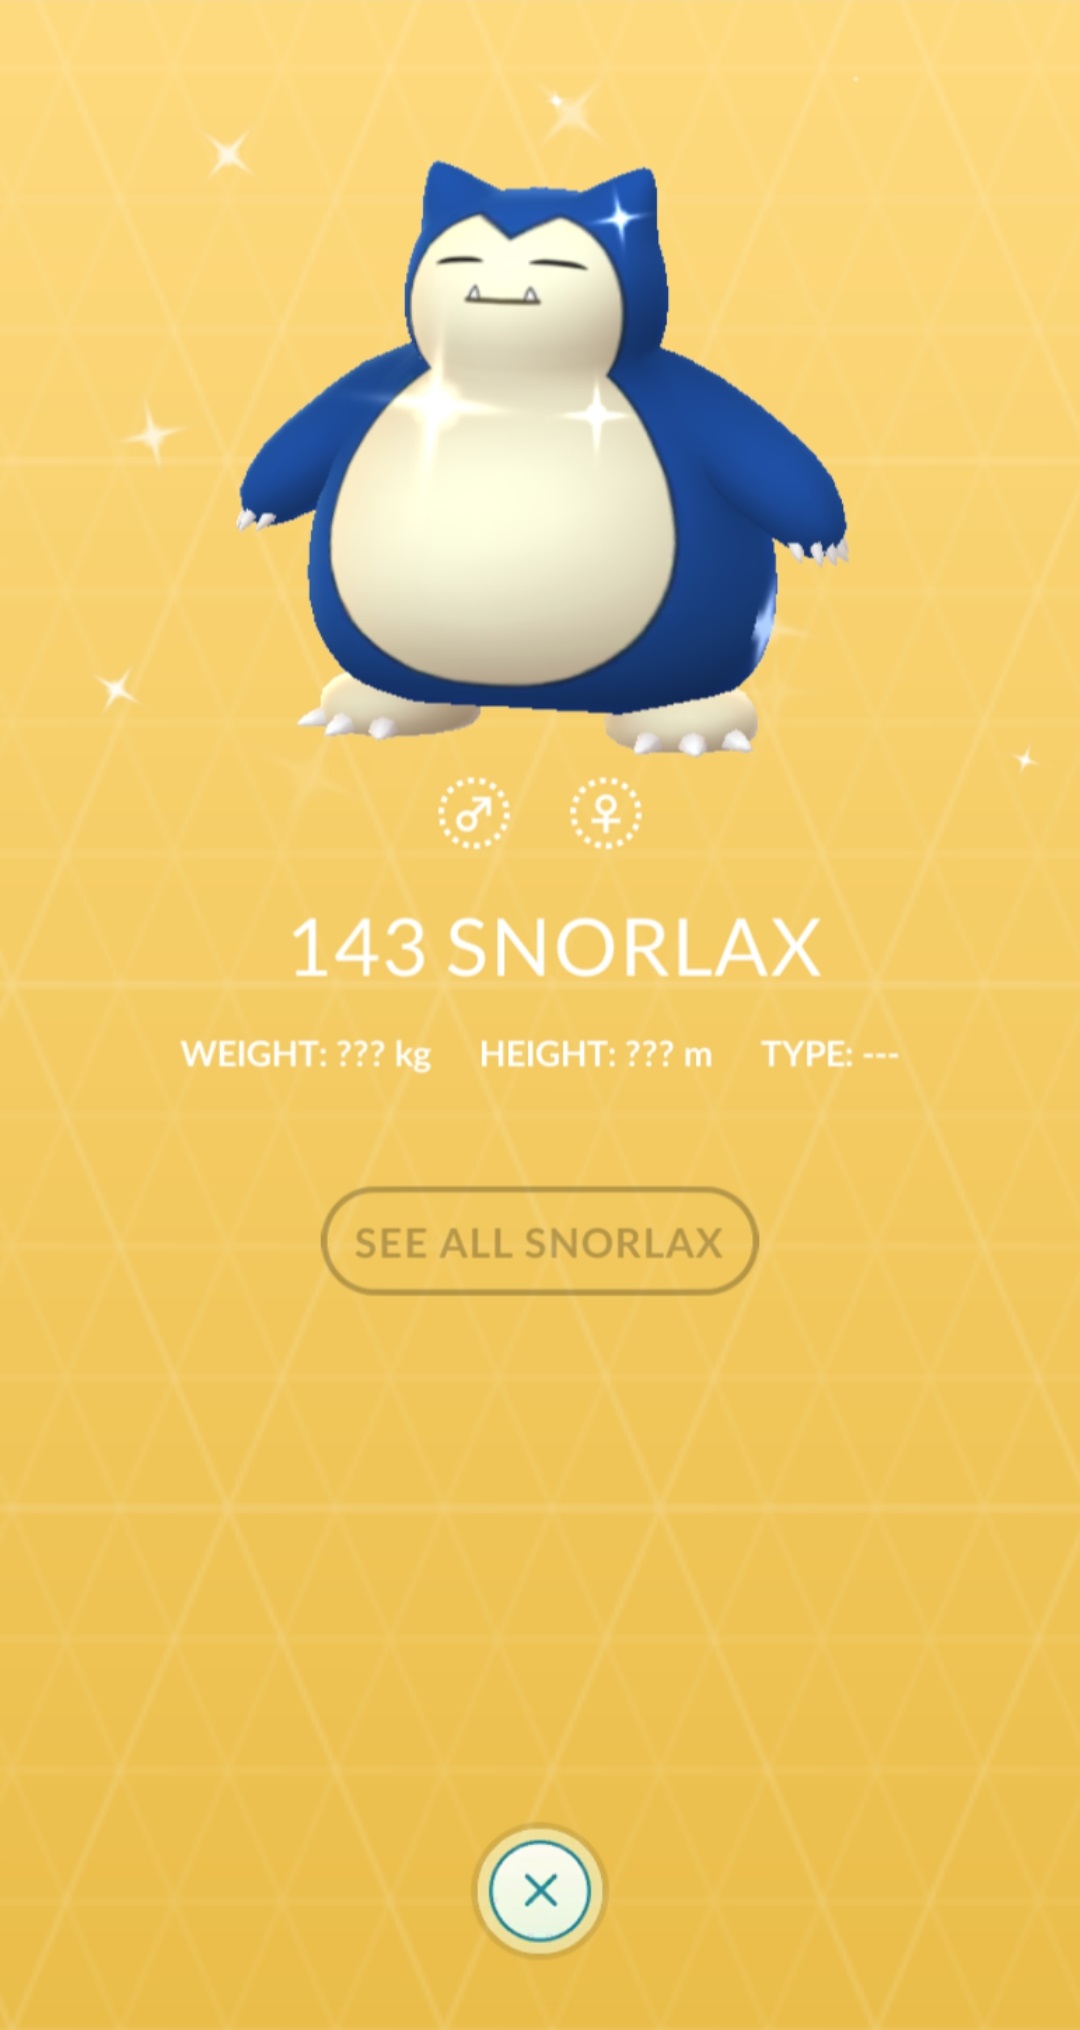 143 SNORLAX
WEIGHT: ??? kg HEIGHT: ??? m TYPE: ---
SEE ALL SNORLAX